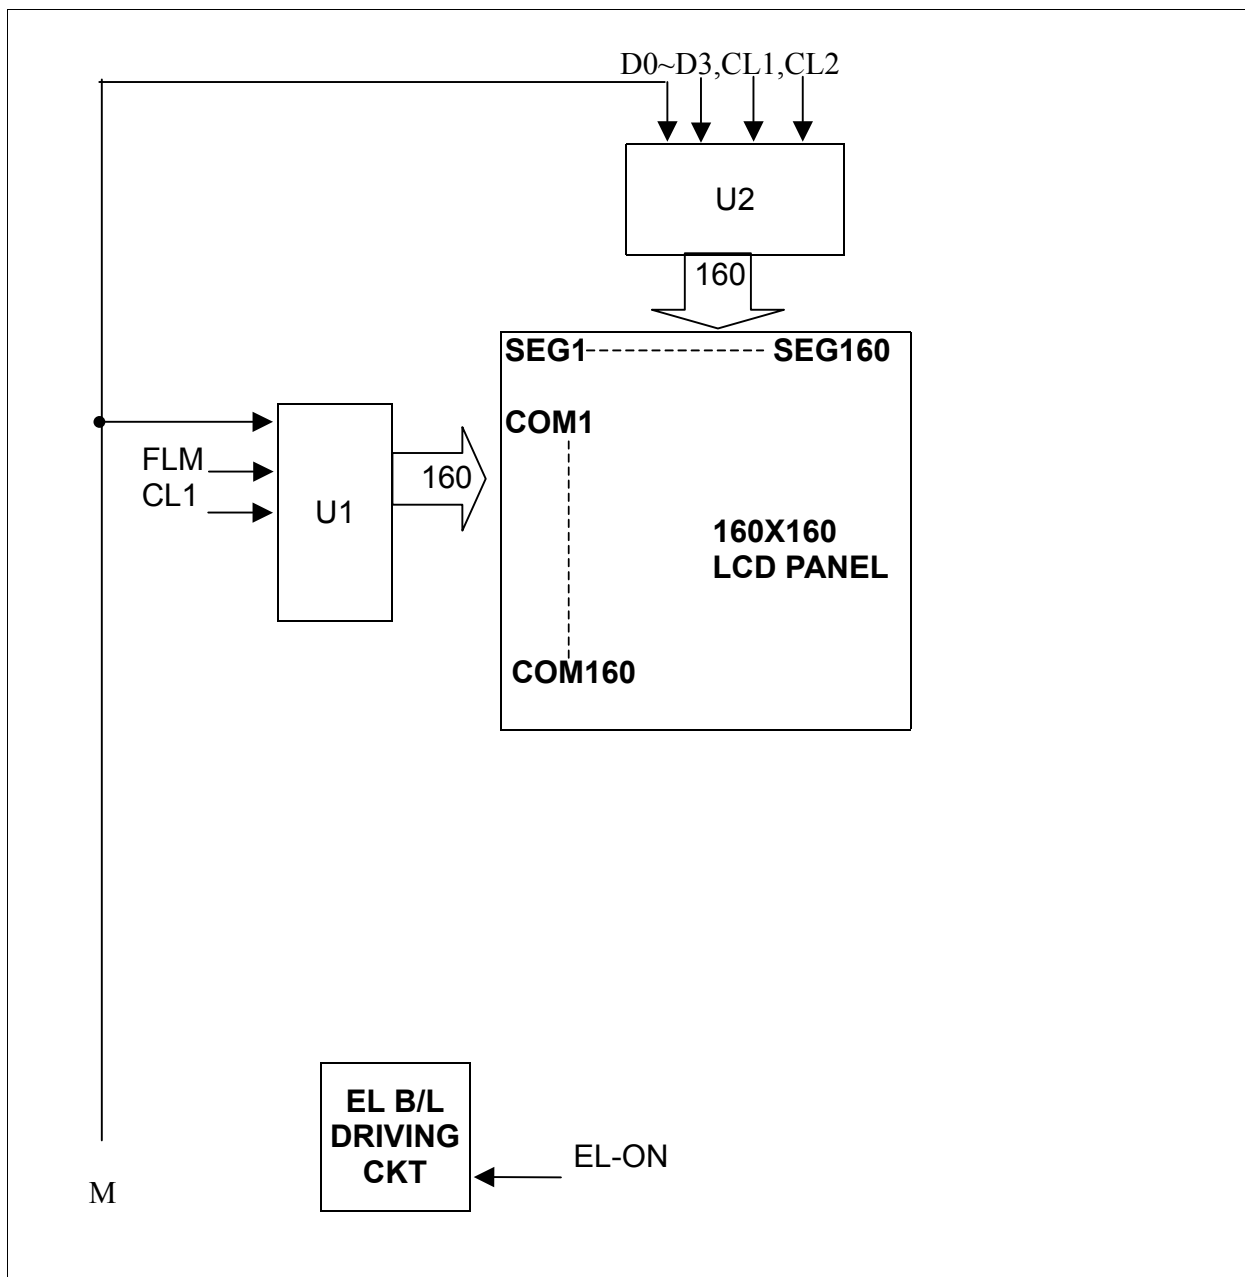 D0~D3,CL1,CL2
U2
160
SEG1 SEG160
COM1
FLM
CL1
U1
160
160X160
LCD PANEL
COM160
EL B/L
DRIVING
CKT
EL-ON
M